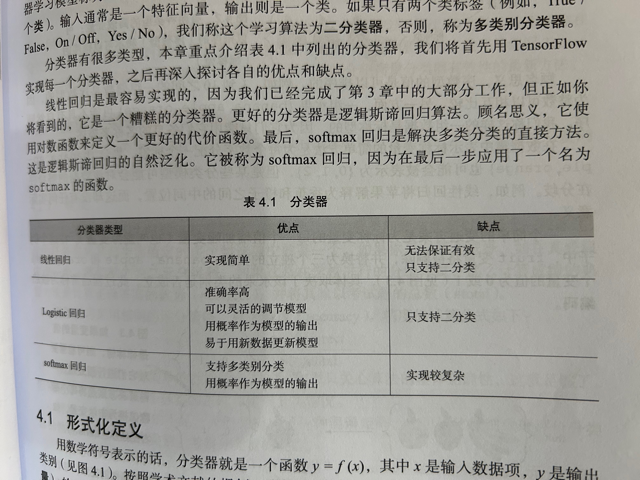 器学习模型
个类）。输入通常是一个特征向量，输出则是一个类。如果只有两个类标签（例如，True /
False，On / Off，Yes / No），我们称这个学习算法为二分类器，否则，称为多类别分类器。
分类器有很多类型，本章重点介绍表 4.1 中列出的分类器，我们将首先用 TensorFlow
实现每一个分类器，之后再深入探讨各自的优点和缺点。
线性回归是最容易实现的，因为我们已经完成了第 3 章中的大部分工作，但正如你
将看到的，它是一个糟糕的分类器。更好的分类器是逻辑斯谛回归算法。顾名思义，它使
用对数函数来定义一个更好的代价函数。最后，softmax 回归是解决多类分类的直接方法。
这是逻辑斯谛回归的自然泛化。它被称为 softmax 回归，因为在最后一步应用了一个名为
softmax 的函数。
表 4.1 分类器
分类器类型 优点 缺点
线性回归 实现简单 无法保证有效
只支持二分类
Logistic 回归 准确率高
可以灵活的调节模型
用概率作为模型的输出
易于用新数据更新模型
只支持二分类
softmax 回归 支持多类别分类
用概率作为模型的输出
实现较复杂
4.1 形式化定义
用数学符号表示的话，分类器就是一个函数 y = f (x)，其中 x 是输入数据项，y 是输出
类别（见图 4.1）。按照学术文献的